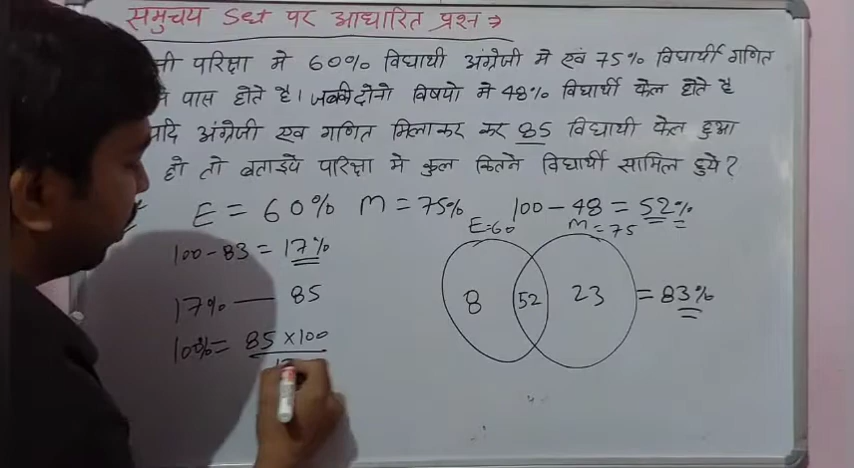 समुचय Set पर आधारित प्रश्न →
परिक्षा मे 60% विद्यार्थी अंग्रेजी मे एवं 75% विद्यार्थी गणित
पास होते है। जबकी दोनो विषयो मे 48% विद्यार्थी फेल होते है
यदि अंग्रेजी एवं गणित मिलाकर कर 85 विद्यार्थी फेल हुआ
हो तो बताइये परिक्षा मे कुल कितने विद्यार्थी सामिल हुये?
E = 60% M = 75% 100 - 48 = 52%
E=60 M = 75
100 - 83 = 17%
8 52 23 = 83%
17% — 85
100% = 85 × 100